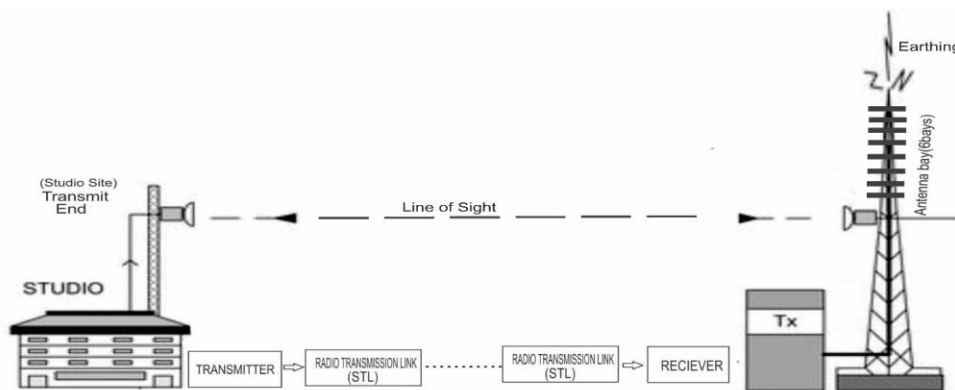 Earthing
Antenna bay(6bays)
(Studio Site)
Transmit
End
Line of Sight
STUDIO
Tx
TRANSMITTER
RADIO TRANSMISSION LINK
(STL)
RADIO TRANSMISSION LINK
(STL)
RECIEVER